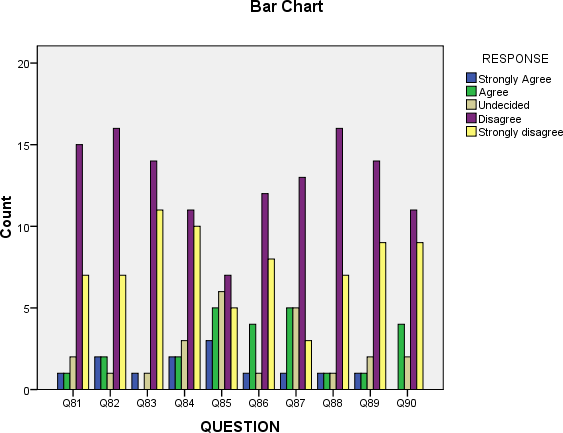 Bar Chart
20
15
10
5
0
Count
Q81 Q82 Q83 Q84 Q85 Q86 Q87 Q88 Q89 Q90
QUESTION
RESPONSE
Strongly Agree
Agree
Undecided
Disagree
Strongly disagree